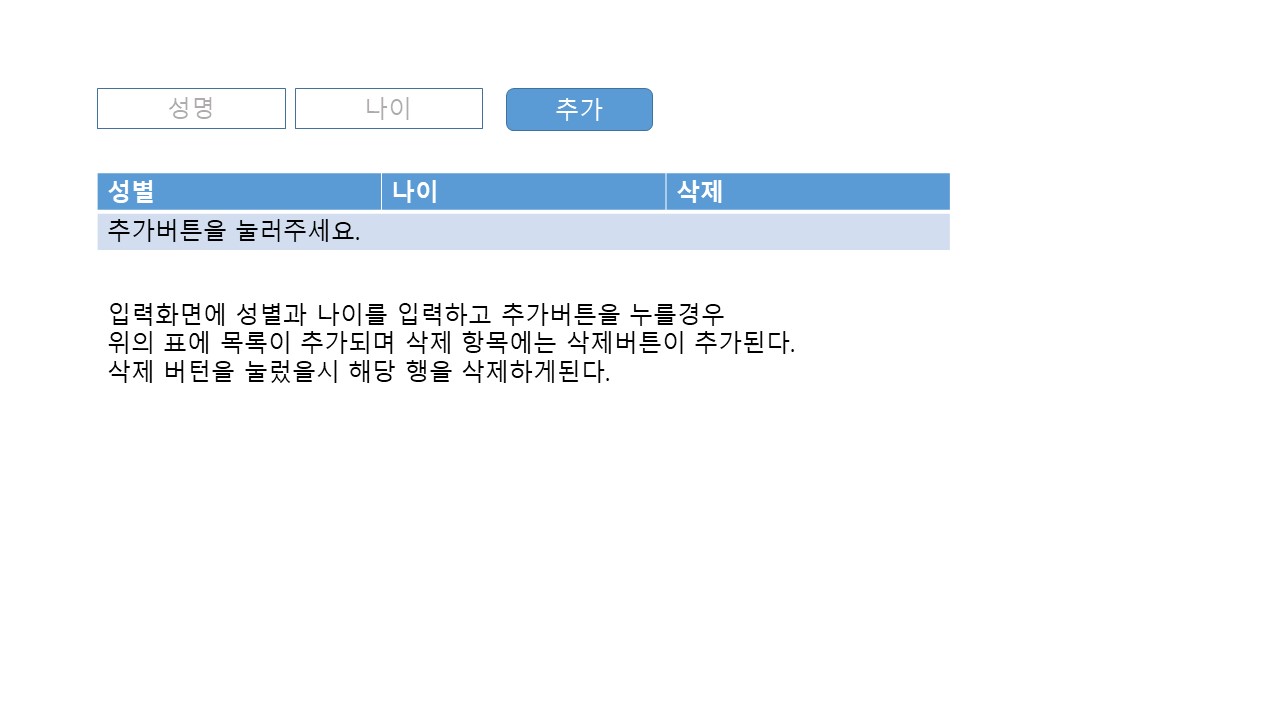 성명 나이 추가
성별 나이 삭제
추가버튼을 눌러주세요.
입력화면에 성별과 나이를 입력하고 추가버튼을 누를경우
위의 표에 목록이 추가되며 삭제 항목에는 삭제버튼이 추가된다.
삭제 버턴을 눌렀을시 해당 행을 삭제하게된다.